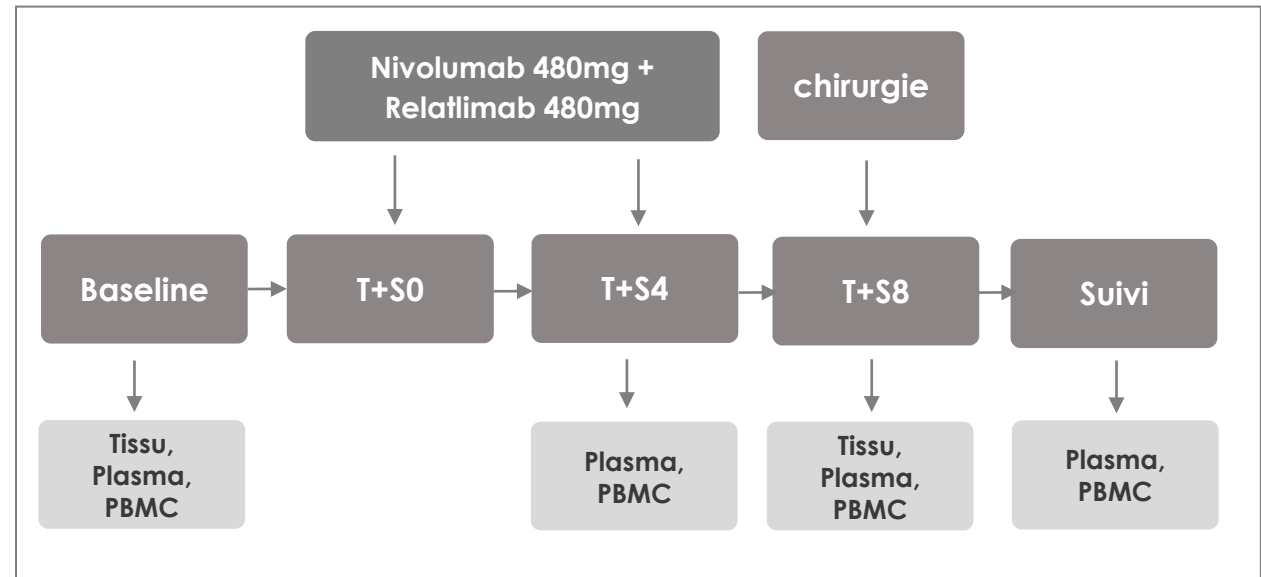 Nivolumab 480mg +
Relatlimab 480mg
chirurgie
Baseline
T+S0
T+S4
T+S8
Suivi
Tissu,
Plasma,
PBMC
Plasma,
PBMC
Tissu,
Plasma,
PBMC
Plasma,
PBMC